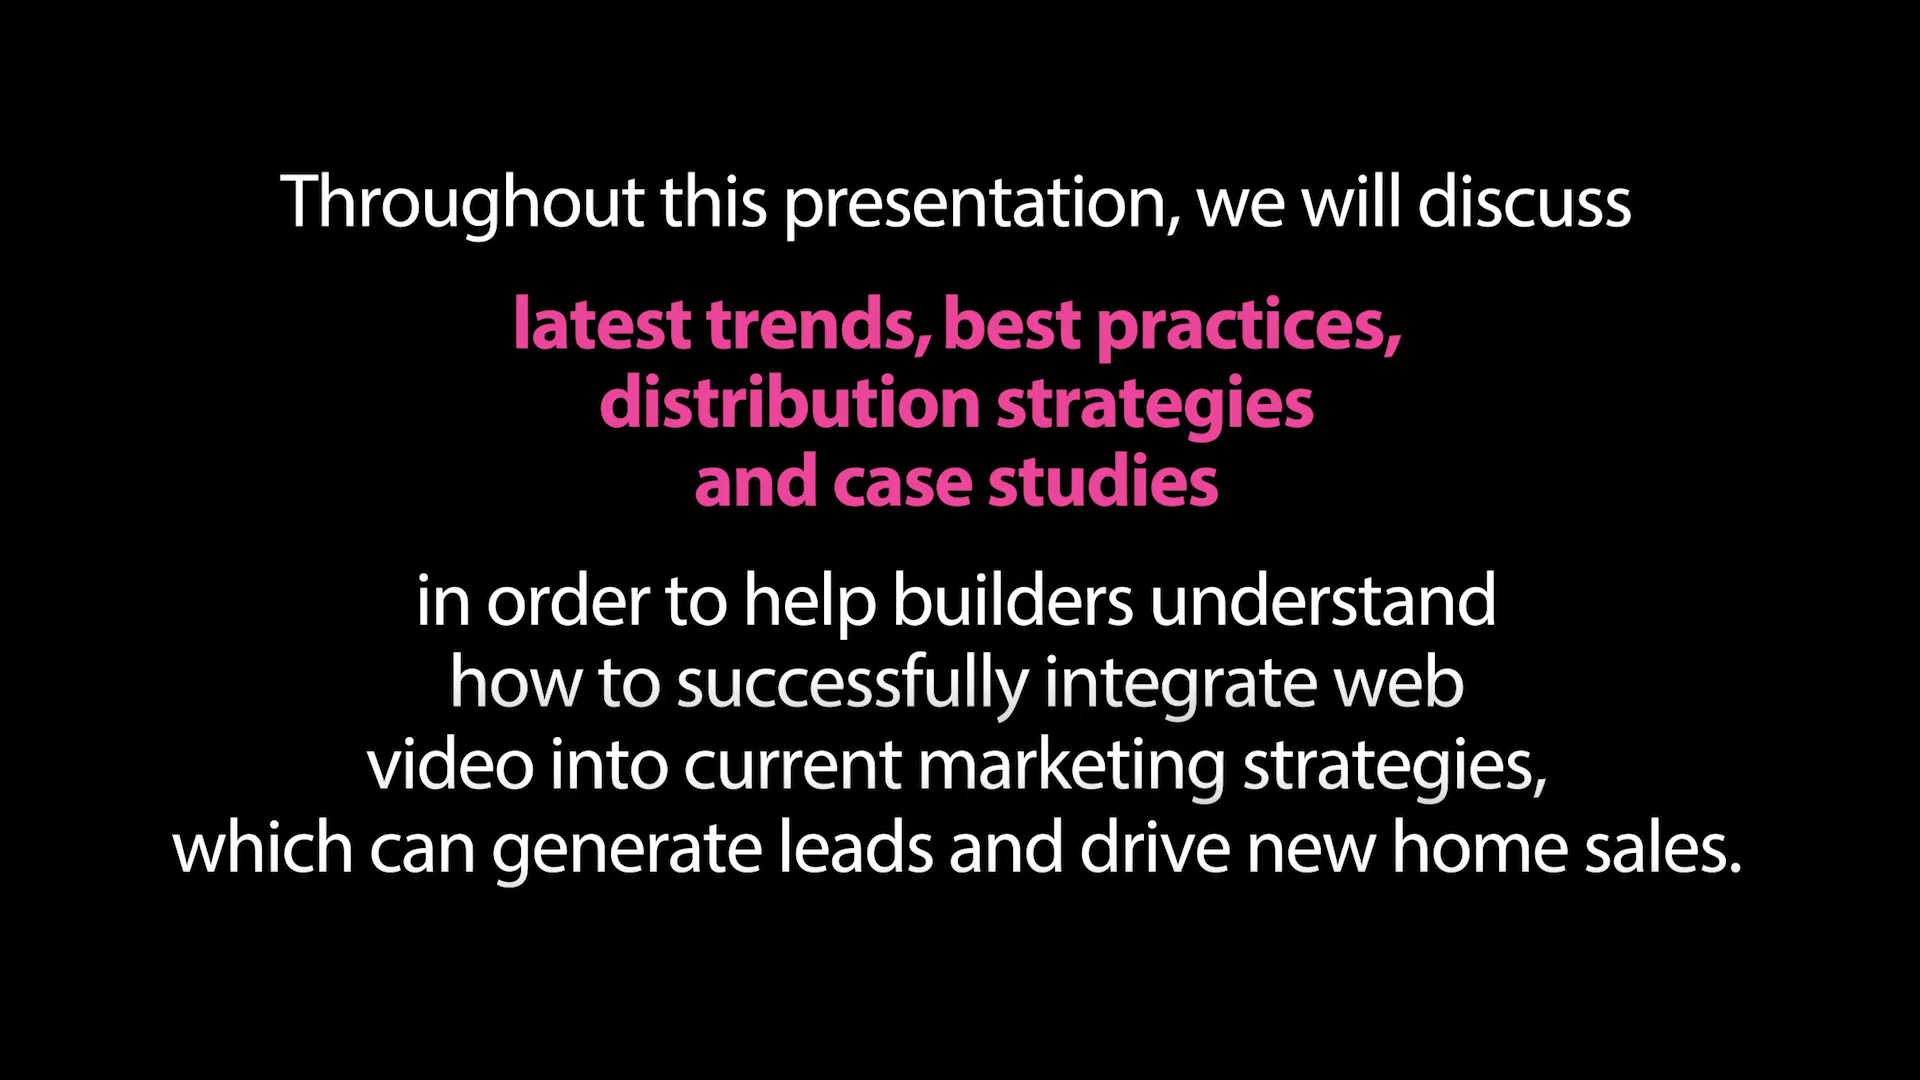 Throughout this presentation, we will discuss
latest trends, best practices,
distribution strategies
and case studies
in order to help builders understand
how to successfully integrate web
video into current marketing strategies,
which can generate leads and drive new home sales.